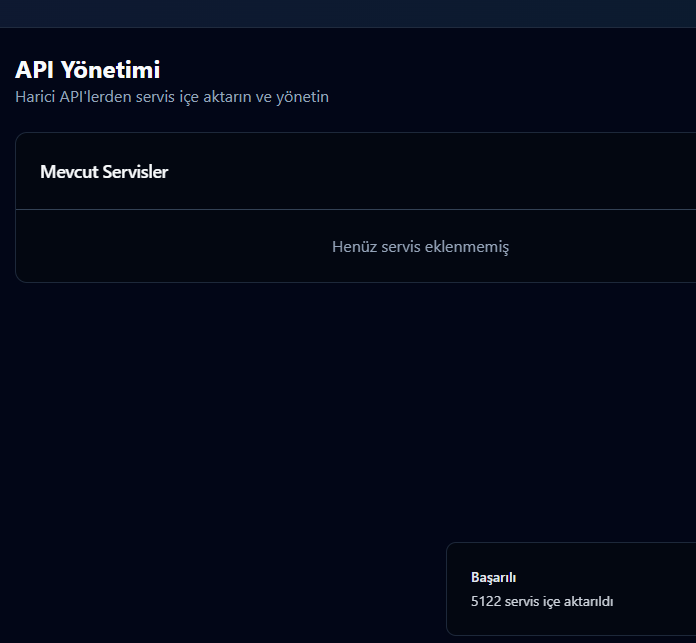 API Yönetimi
Harici API'lerden servis içe aktarın ve yönetin
Mevcut Servisler
Henüz servis eklenmemiş
Başarılı
5122 servis içe aktarıldı